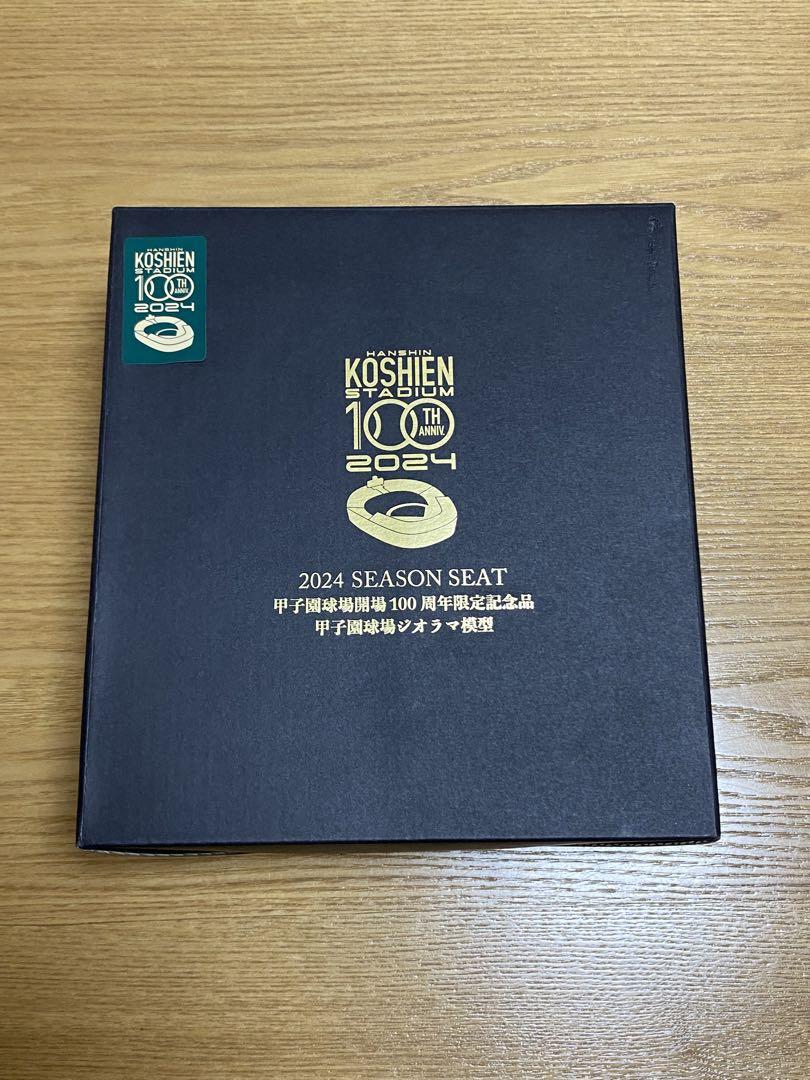 HANSHIN
KOSHIEN
STADIUM
100TH
ANNIV.
2024
HANSHIN
KOSHIEN
STADIUM
100TH
ANNIV.
2024
2024 SEASON SEAT
甲子園球場開場100周年限定記念品
甲子園球場ジオラマ模型